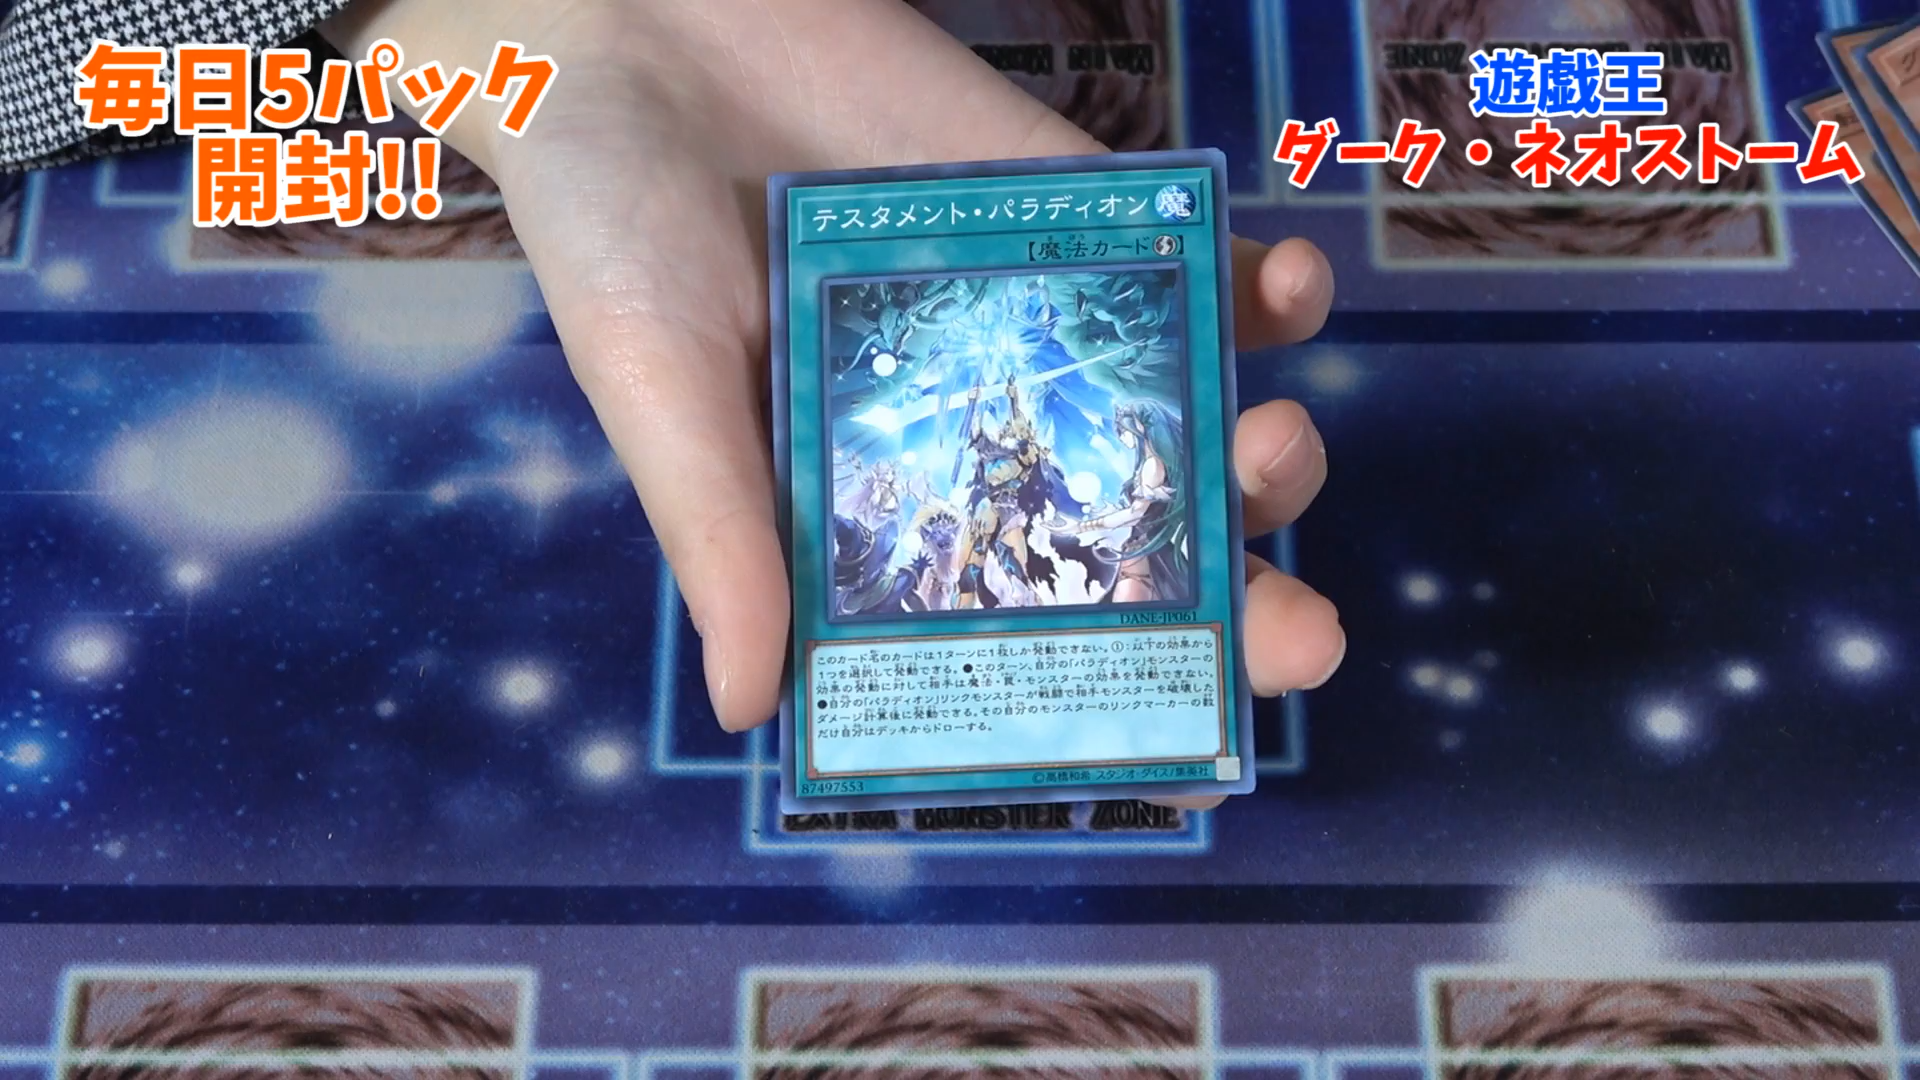 毎日5パック
開封!!
遊戯王
ダーク・ネオストーム
テスタメント・パラディオン 魔
【魔法カード】
DANE-JP061
このカード名のカードは1ターンに1枚しか発動できない。①:以下の効果から
1つを選択して発動できる。●このターン、自分の「パラディオン」モンスターの
効果の発動に対して相手は魔法・罠・モンスターの効果を発動できない。
●自分の「パラディオン」リンクモンスターが戦闘で相手モンスターを破壊した
ダメージ計算後に発動できる。その自分のモンスターのリンクマーカーの数
だけ自分はデッキからドローする。
87497553
©高橋和希 スタジオ・ダイス/集英社
EXTRA MONSTER ZONE